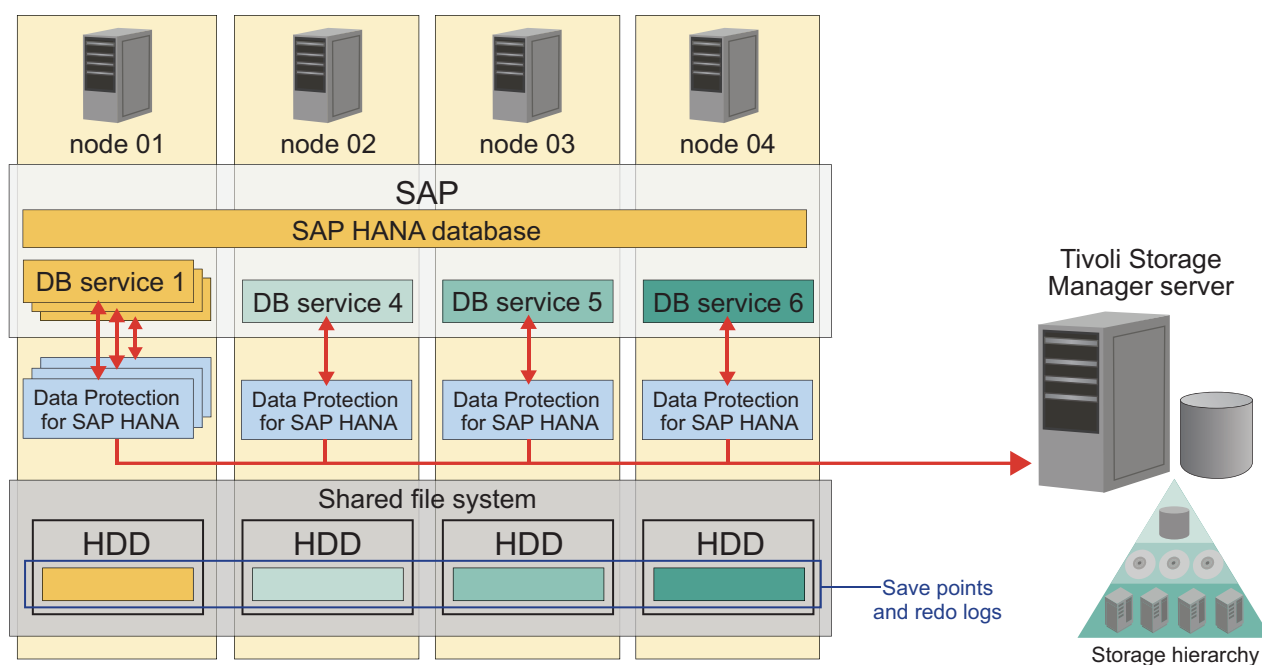 node 01
node 02
node 03
node 04
SAP
SAP HANA database
DB service 1
DB service 4
DB service 5
DB service 6
Data Protection
for SAP HANA
Data Protection
for SAP HANA
Data Protection
for SAP HANA
Data Protection
for SAP HANA
Tivoli Storage
Manager server
Shared file system
HDD
HDD
HDD
HDD
Save points
and redo logs
Storage hierarchy